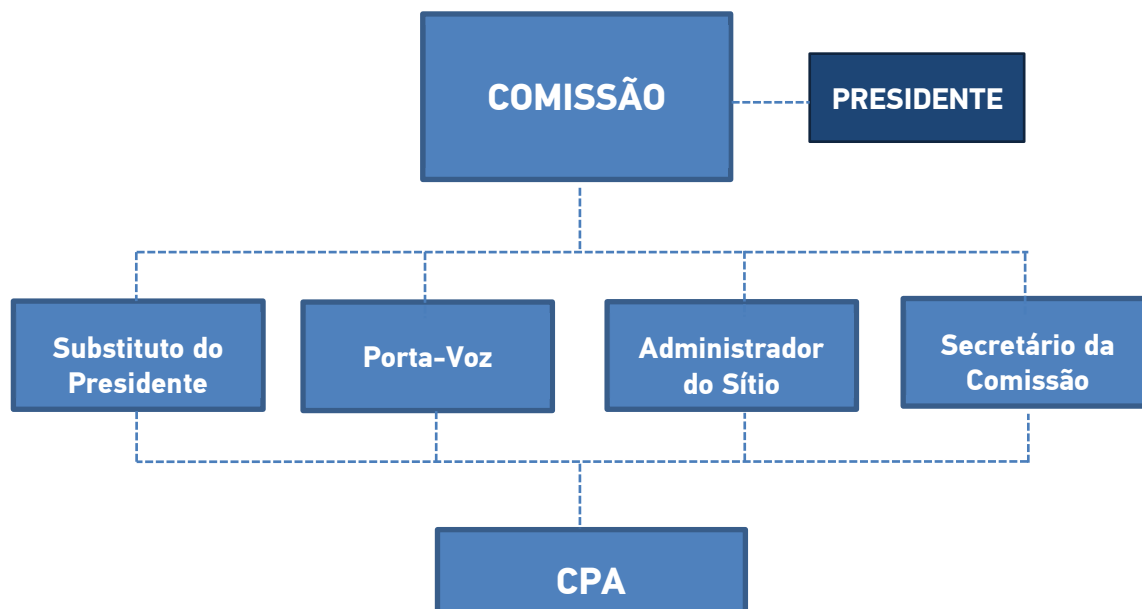 COMISSÃO
PRESIDENTE
Substituto do
Presidente
Porta-Voz
Administrador
do Sítio
Secretário da
Comissão
CPA